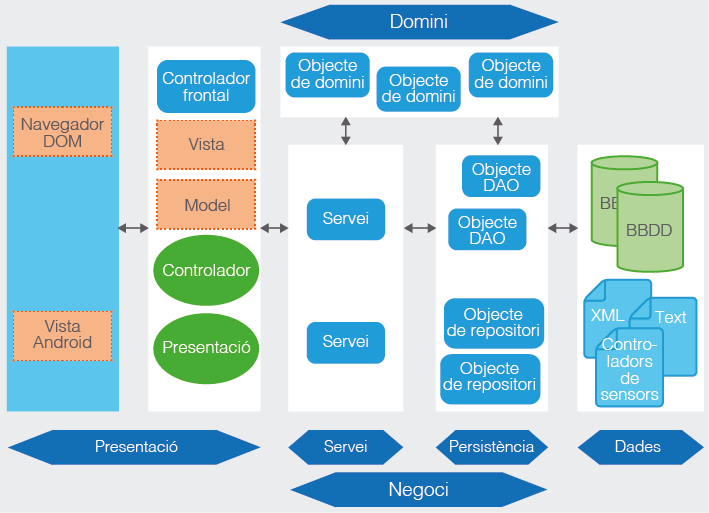 Domini
Navegador
DOM
Vista
Android
Controlador
frontal
Vista
Model
Controlador
Presentació
Objecte
de domini
Objecte
de domini
Objecte
de domini
Servei
Servei
Objecte
DAO
Objecte
DAO
Objecte
de repositori
Objecte
de repositori
BBDD
XML
Text
Contro-
ladors
de
sensors
Presentació
Servei
Persistència
Dades
Negoci